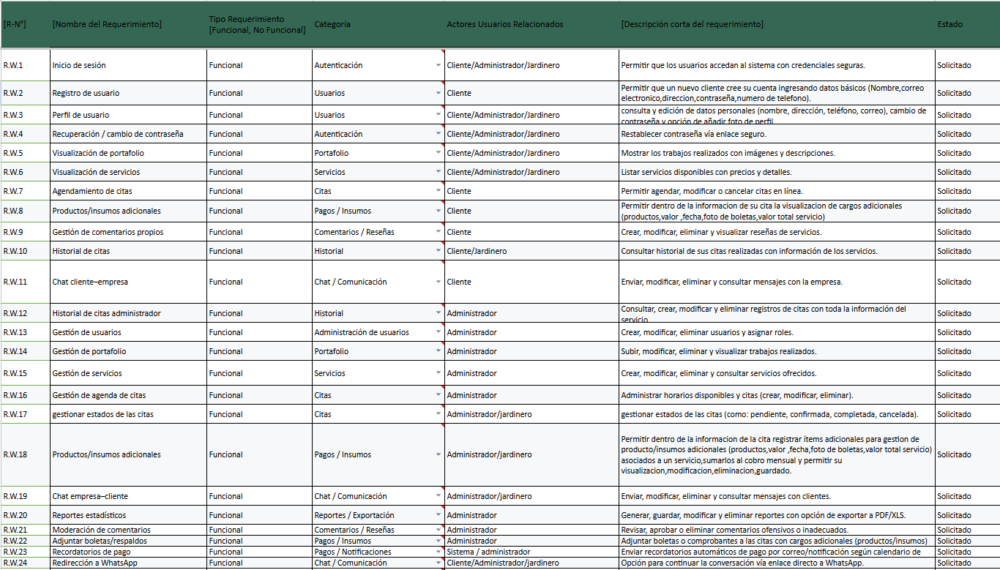 [R-N°] [Nombre del Requerimiento] Tipo Requerimiento [Funcional, No Funcional] Categoría Actores Usuarios Relacionados [Descripción corta del requerimiento] Estado
R.W.1 Inicio de sesión Funcional Autenticación Cliente/Administrador/Jardinero Permitir que los usuarios accedan al sistema con credenciales seguras. Solicitado
R.W.2 Registro de usuario Funcional Usuarios Cliente Permitir que un nuevo cliente cree su cuenta ingresando datos básicos (Nombre,correo electronico,direccion,contraseña,numero de telefono). Solicitado
R.W.3 Perfil de usuario Funcional Usuarios Cliente/Administrador/Jardinero consulta y edición de datos personales (nombre, dirección, teléfono, correo), cambio de contraseña y opción de añadir foto de perfil Solicitado
R.W.4 Recuperación / cambio de contraseña Funcional Autenticación Cliente/Administrador/Jardinero Restablecer contraseña vía enlace seguro. Solicitado
R.W.5 Visualización de portafolio Funcional Portafolio Cliente/Administrador/Jardinero Mostrar los trabajos realizados con imágenes y descripciones. Solicitado
R.W.6 Visualización de servicios Funcional Servicios Cliente/Administrador/Jardinero Listar servicios disponibles con precios y detalles. Solicitado
R.W.7 Agendamiento de citas Funcional Citas Cliente Permitir agendar, modificar o cancelar citas en línea. Solicitado
R.W.8 Productos/insumos adicionales Funcional Pagos / Insumos Cliente Permitir dentro de la informacion de su cita la visualizacion de cargos adicionales (productos,valor ,fecha,foto de boletas,valor total servicio) Solicitado
R.W.9 Gestión de comentarios propios Funcional Comentarios / Reseñas Cliente Crear, modificar, eliminar y visualizar reseñas de servicios. Solicitado
R.W.10 Historial de citas Funcional Historial Cliente/Jardinero Consultar historial de sus citas realizadas con información de los servicios. Solicitado
R.W.11 Chat cliente–empresa Funcional Chat / Comunicación Cliente Enviar, modificar, eliminar y consultar mensajes con la empresa. Solicitado
R.W.12 Historial de citas administrador Funcional Historial Administrador Consultar, crear, modificar y eliminar registros de citas con toda la información del servicio Solicitado
R.W.13 Gestión de usuarios Funcional Administración de usuarios Administrador Crear, modificar, eliminar usuarios y asignar roles. Solicitado
R.W.14 Gestión de portafolio Funcional Portafolio Administrador Subir, modificar, eliminar y visualizar trabajos realizados. Solicitado
R.W.15 Gestión de servicios Funcional Servicios Administrador Crear, modificar, eliminar y consultar servicios ofrecidos. Solicitado
R.W.16 Gestión de agenda de citas Funcional Citas Administrador Administrar horarios disponibles y citas (crear, modificar, eliminar). Solicitado
R.W.17 gestionar estados de las citas Funcional Citas Administrador/jardinero gestionar estados de las citas (como: pendiente, confirmada, completada, cancelada). Solicitado
R.W.18 Productos/insumos adicionales Funcional Pagos / Insumos Administrador/jardinero Permitir dentro de la informacion de la cita registrar ítems adicionales para gestion de producto/insumos adicionales (productos,valor ,fecha,foto de boletas,valor total servicio) asociados a un servicio,sumarlos al cobro mensual y permitir su visualizacion,modificacion,eliminacion,guardado. Solicitado
R.W.19 Chat empresa–cliente Funcional Chat / Comunicación Administrador/jardinero Enviar, modificar, eliminar y consultar mensajes con clientes. Solicitado
R.W.20 Reportes estadísticos Funcional Reportes / Exportación Administrador Generar, guardar, modificar y eliminar reportes con opción de exportar a PDF/XLS. Solicitado
R.W.21 Moderación de comentarios Funcional Comentarios / Reseñas Administrador Revisar, aprobar o eliminar comentarios ofensivos o inadecuados. Solicitado
R.W.22 Adjuntar boletas/respaldos Funcional Pagos / Insumos Administrador Adjuntar boletas o comprobantes a las citas con cargos adicionales (productos/insumos) Solicitado
R.W.23 Recordatorios de pago Funcional Pagos / Notificaciones Sistema / administrador Enviar recordatorios automáticos de pago por correo/notificación según calendario de Solicitado
R.W.24 Redirección a WhatsApp Funcional Chat / Comunicación Cliente/Administrador/jardinero Opción para continuar la conversación vía enlace directo a WhatsApp. Solicitado